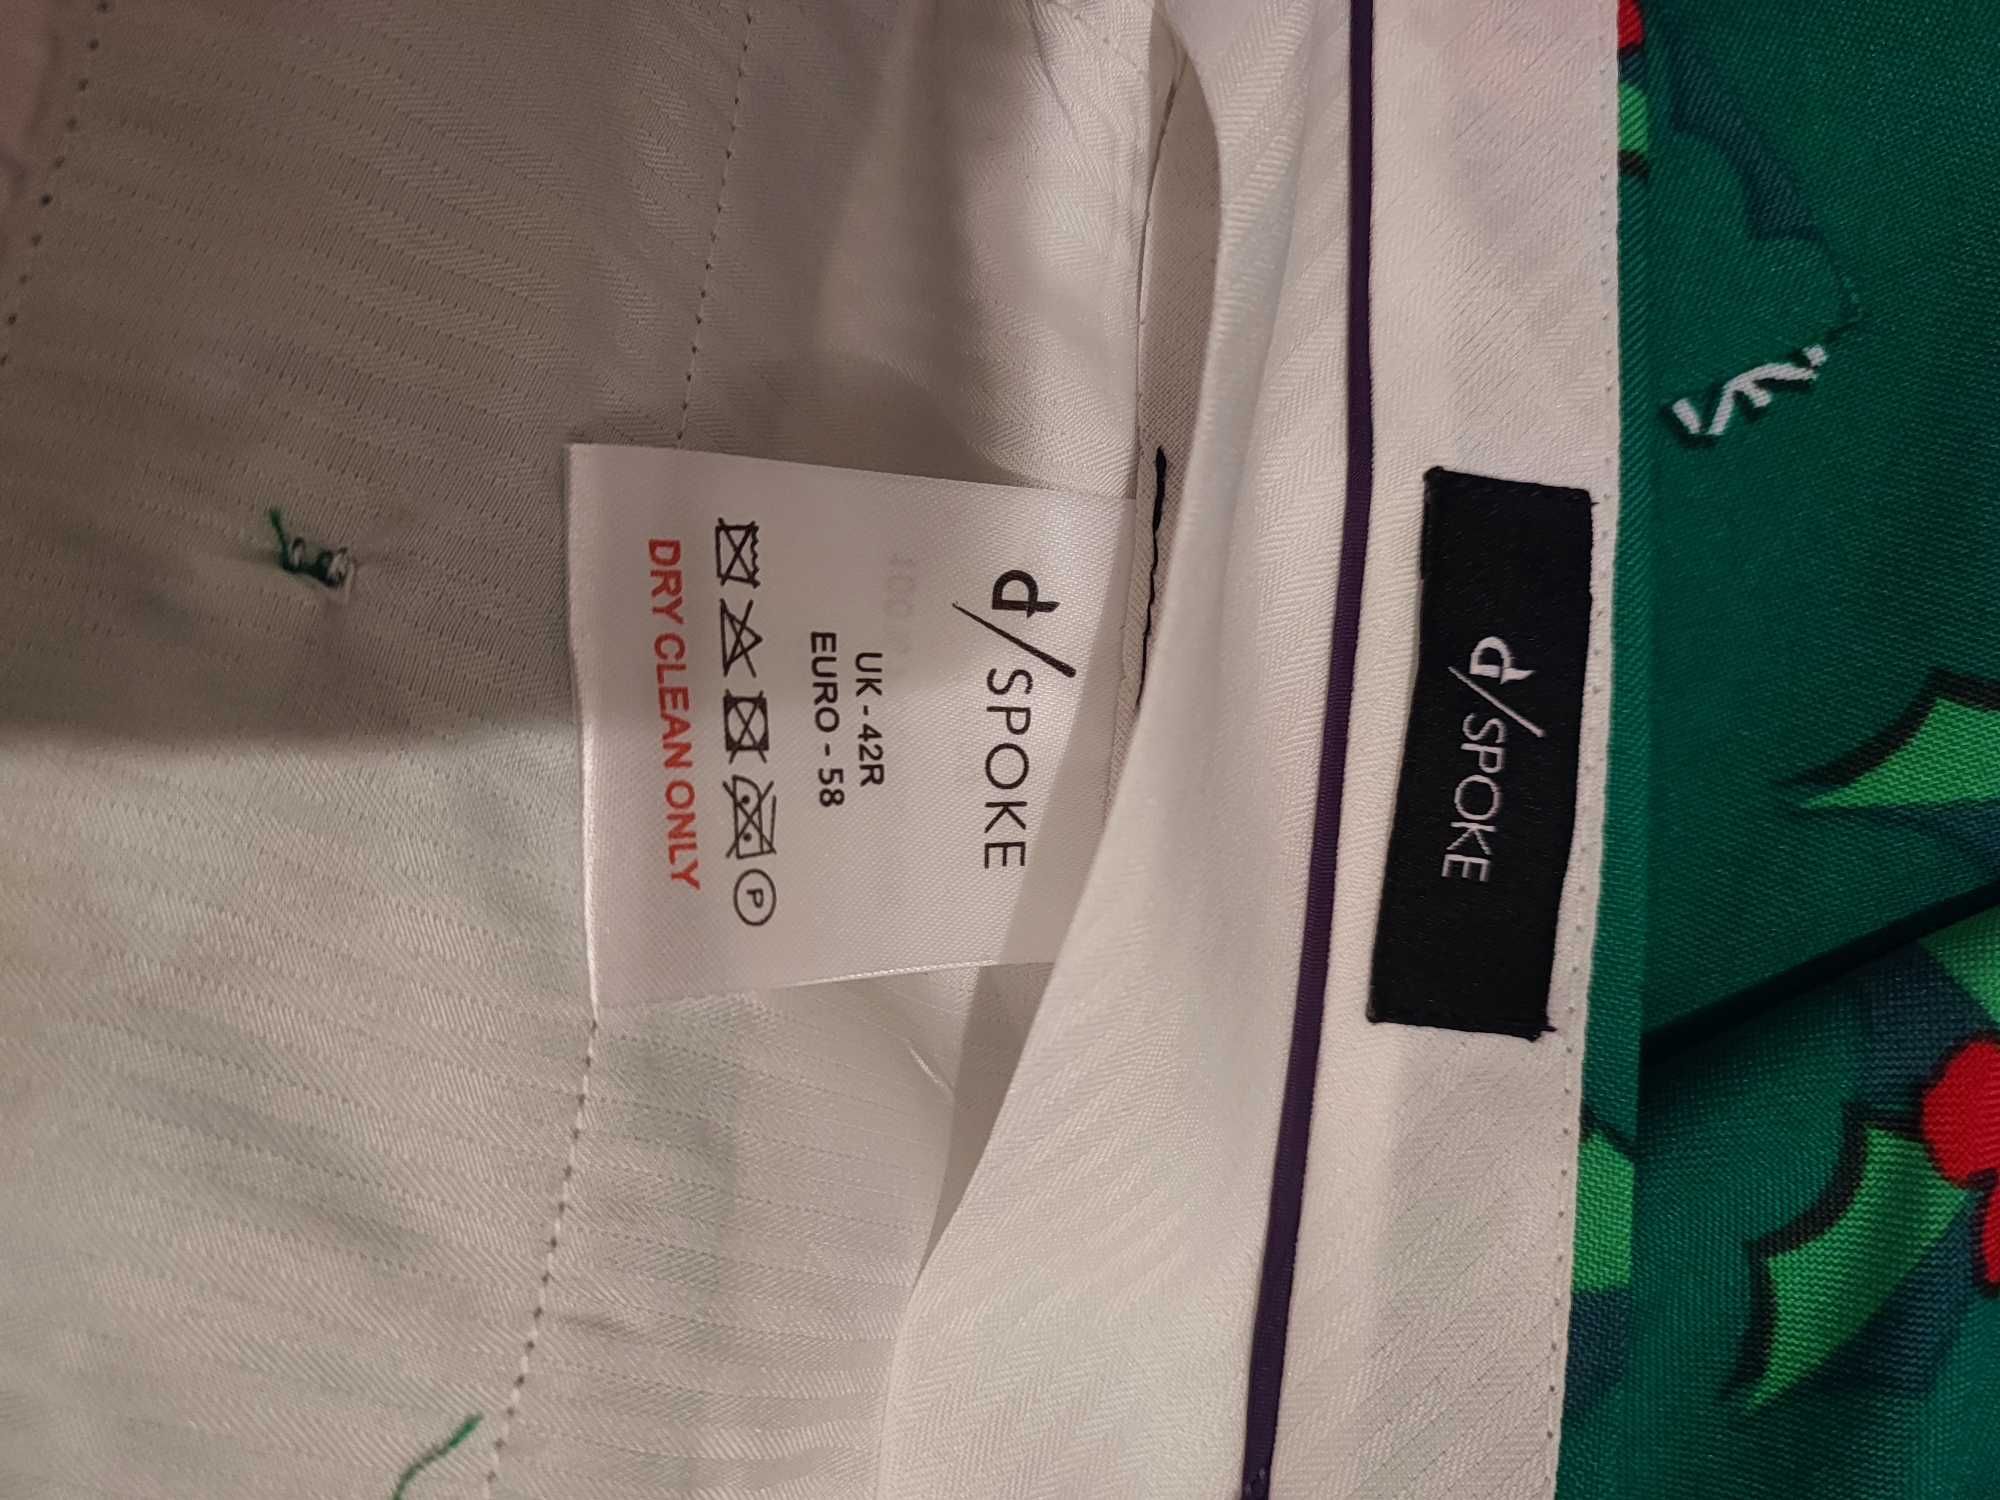 d/SPOKE
d/SPOKE
UK - 42R
EURO - 58
P
DRY CLEAN ONLY